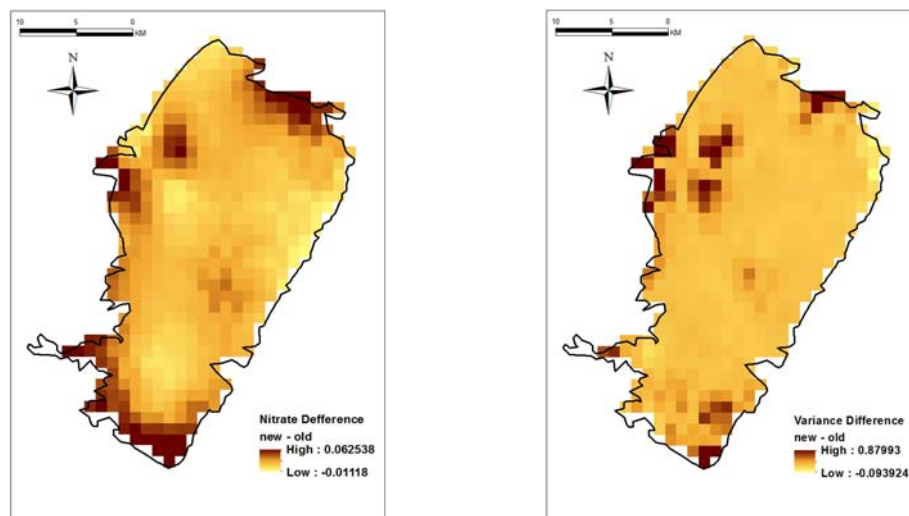 10 5 0
KM
N
Nitrate Defference
new - old
High : 0.062538
Low : -0.01118
10 5 0
KM
N
Variance Difference
new - old
High : 0.87993
Low : -0.093924